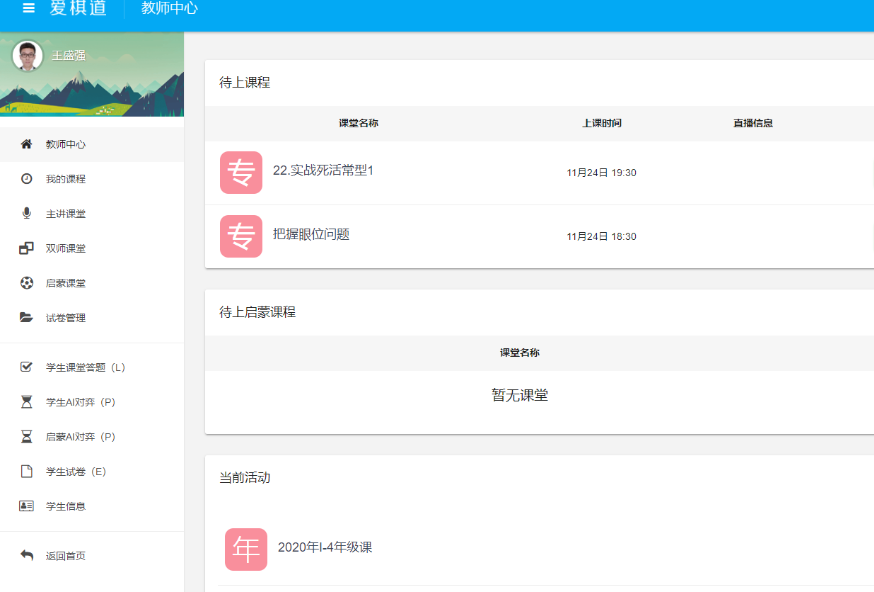 爱棋道 教师中心
王盛强
教师中心
我的课程
主讲课堂
双师课堂
启蒙课堂
试卷管理
学生课堂答题（L）
学生AI对弈（P）
启蒙AI对弈（P）
学生试卷（E）
学生信息
返回首页
待上课程
课堂名称 上课时间 直播信息
专 22.实战死活常型1 11月24日 19:30
专 把握眼位问题 11月24日 18:30
待上启蒙课程
课堂名称
暂无课堂
当前活动
年 2020年I-4年级课